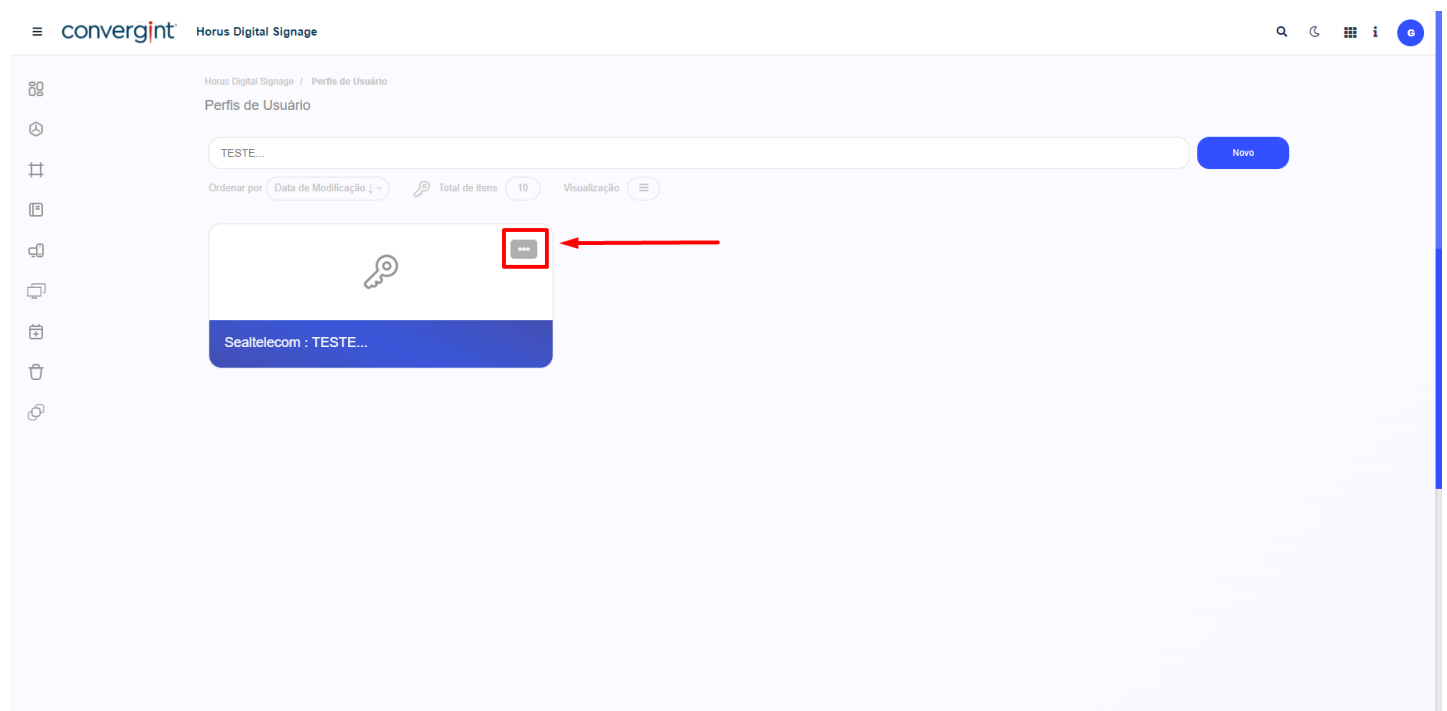 convergint Horus Digital Signage
G
Horus Digital Signage / Perfis de Usuário
Perfis de Usuário
TESTE...
Novo
Ordenar por Data de Modificação ↓ Total de itens 10 Visualização
Sealtelecom : TESTE...